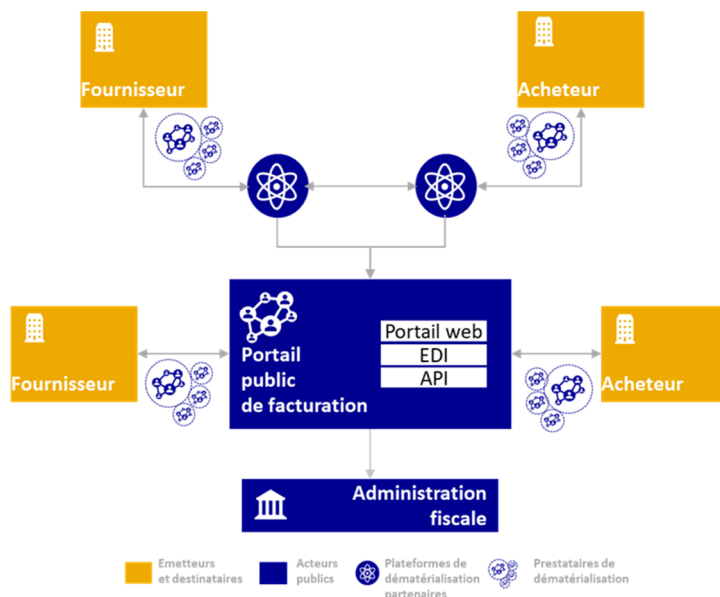 Fournisseur
Acheteur
Fournisseur
Portail
public
de facturation
Portail web
EDI
API
Acheteur
Administration
fiscale
Emetteurs
et destinataires
Acteurs
publics
Plateformes de
dématérialisation
partenaires
Prestataires de
dématérialisation